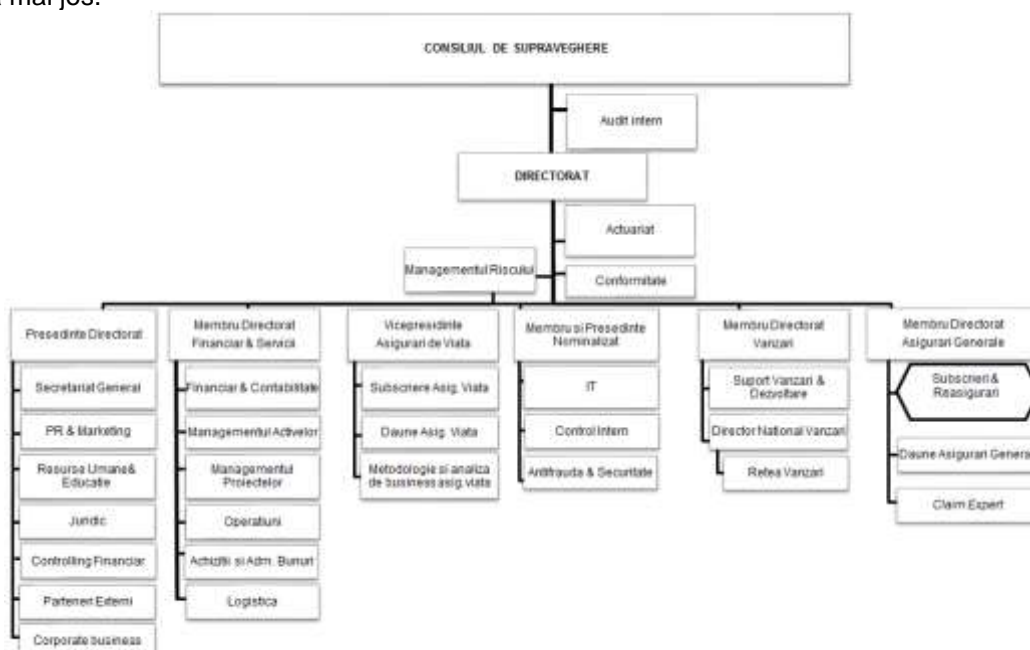 mai jos:
CONSILIUL DE SUPRAVEGHERE
Audit intern
DIRECTORAT
Actuariat
Managementul Riscului
Conformitate
Presedinte Directorat
Membru Directorat
Financiar & Servicii
Vicepresidinte
Asigurari de Viata
Membru si Presedinte
Nominalizat
Membru Directorat
Vanzari
Membru Directorat
Asigurari Generale
Secretariat General
PR & Marketing
Resurse Umane&
Educatie
Juridic
Controlling Financiar
Parteneri Externi
Corporate business
Financiar & Contabilitate
Managementul Activelor
Managementul
Proiectelor
Operatiuni
Achizitii si Adm. Bunuri
Logistica
Subscriere Asig. Viata
Daune Asig. Viata
Metodologie si analiza
de business asig.viata
IT
Control Intern
Antifrauda & Securitate
Suport Vanzari &
Dezvoltare
Director National Vanzari
Retea Vanzari
Subscrieri &
Reasigurari
Daune Asigurari General
Claim Expert